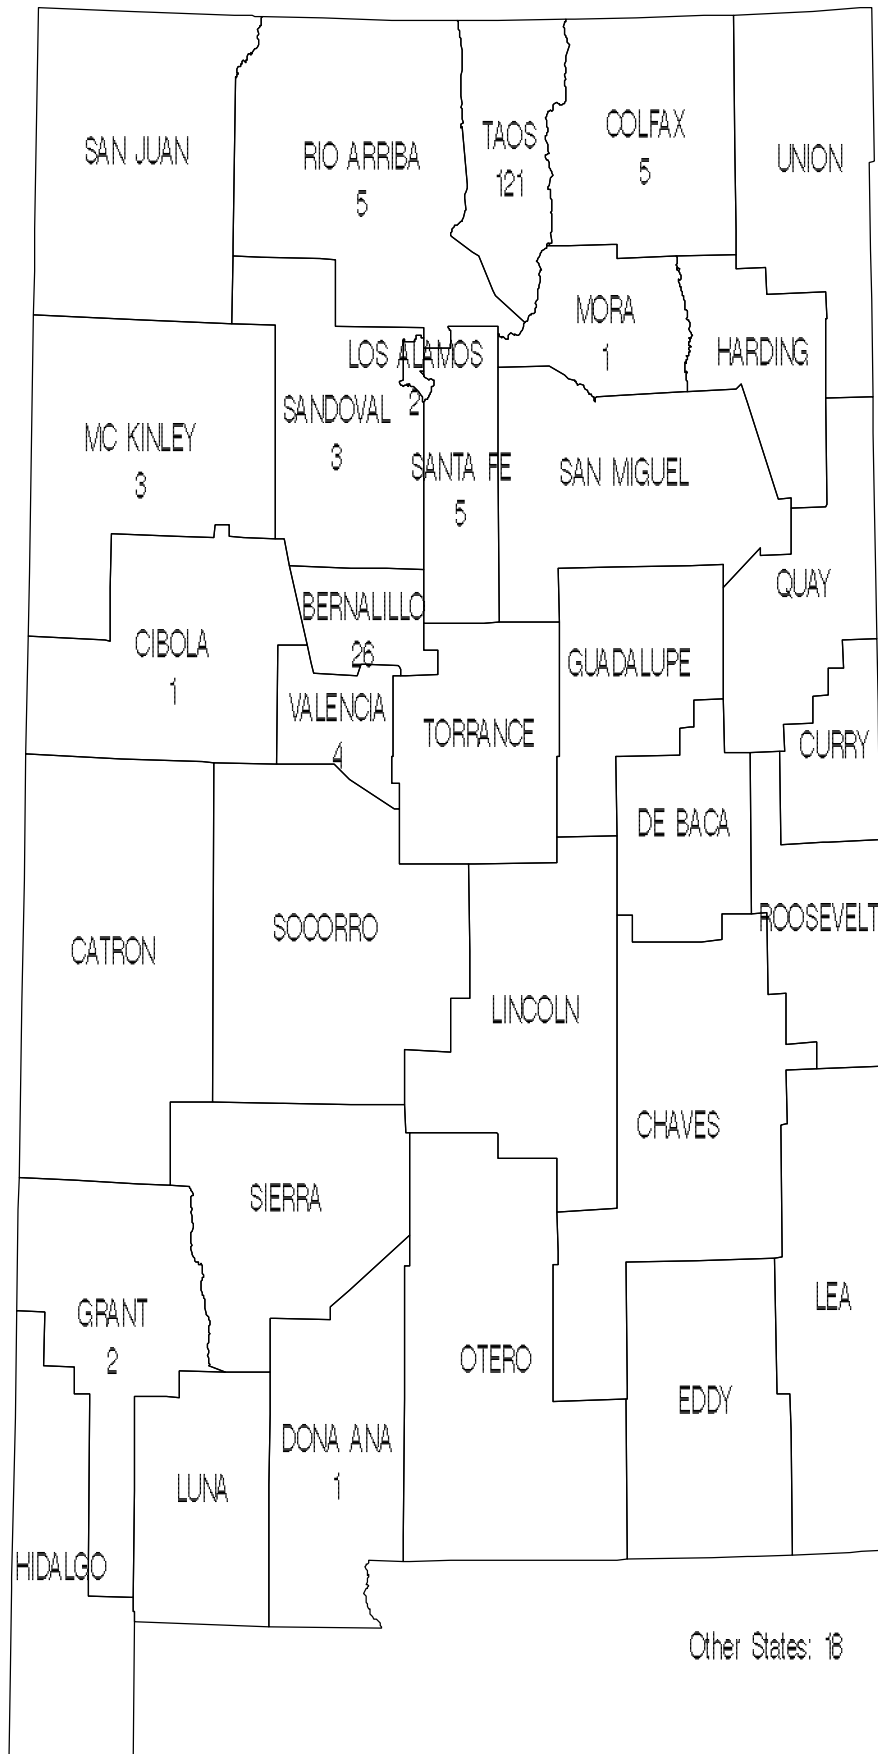 SAN JUAN
RIO ARRIBA
5
TAOS
121
COLFAX
5
UNION
MORA
1
HARDING
LOS ALAMOS
2
SANDOVAL
3
MC KINLEY
3
SANTA FE
5
SAN MIGUEL
QUAY
BERNALILLO
26
CIBOLA
1
GUADALUPE
VALENCIA
4
TORRANCE
CURRY
DE BACA
ROOSEVELT
SOCORRO
CATRON
LINCOLN
CHAVES
SIERRA
LEA
GRANT
2
OTERO
EDDY
DONA ANA
1
LUNA
HIDALGO
Other States: 18